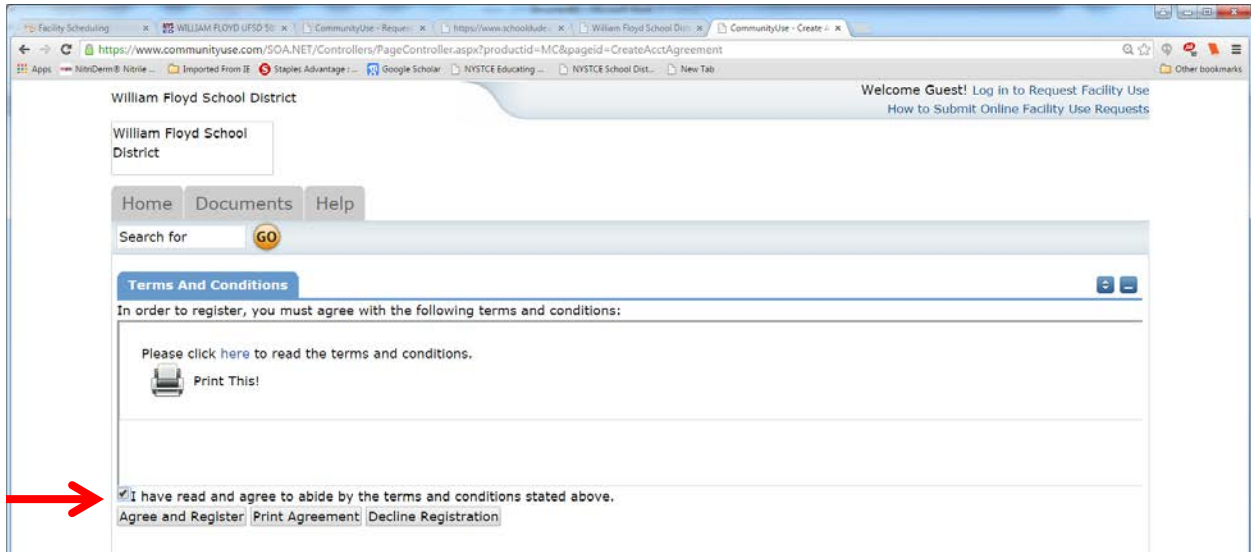 Facility Scheduling
WILLIAM FLOYD UFSD Sc
CommunityUse - Reques
https://www.schooldude.
William Floyd School Distr
CommunityUse - Create A
https://www.communityuse.com/SOA.NET/Controllers/PageController.aspx?productid=MC&pageid=CreateAcctAgreement
Apps
NitriDerm® Nitrile ...
Imported From IE
Staples Advantage : ...
Google Scholar
NYSTCE Educating ...
NYSTCE School Dist...
New Tab
Other bookmarks
William Floyd School District
Welcome Guest! Log in to Request Facility Use
How to Submit Online Facility Use Requests
William Floyd School
District
Home Documents Help
Search for GO
Terms And Conditions
In order to register, you must agree with the following terms and conditions:
Please click here to read the terms and conditions.
Print This!
I have read and agree to abide by the terms and conditions stated above.
Agree and Register Print Agreement Decline Registration